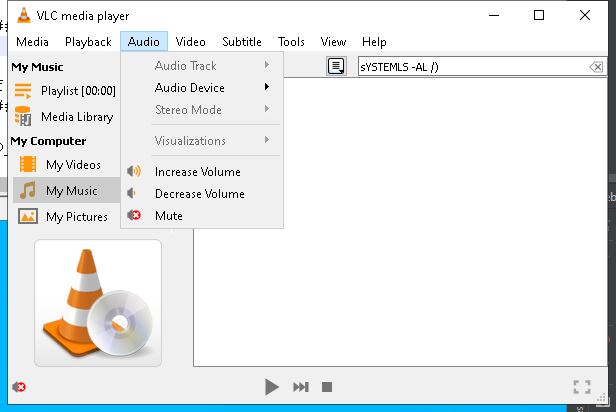 VLC media player
Media Playback Audio Video Subtitle Tools View Help
My Music
Playlist [00:00]
Media Library
My Computer
My Videos
My Music
My Pictures
Audio Track
Audio Device
Stereo Mode
Visualizations
Increase Volume
Decrease Volume
Mute
sYSTEMLS -AL /)